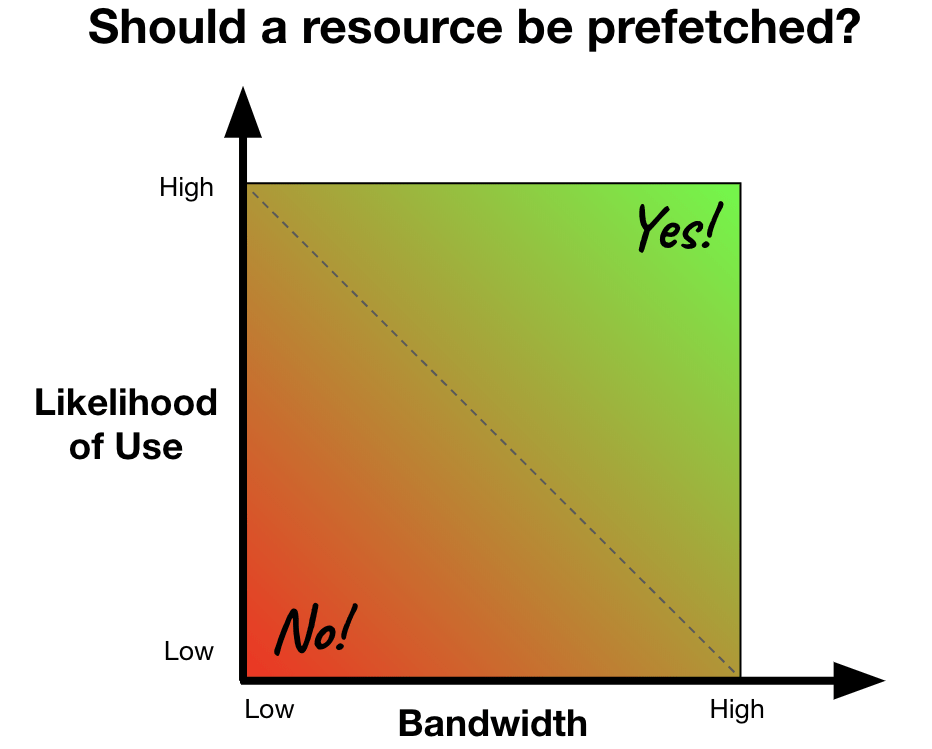 Should a resource be prefetched?
High
Yes!
Likelihood
of Use
No!
Low
Low
High
Bandwidth